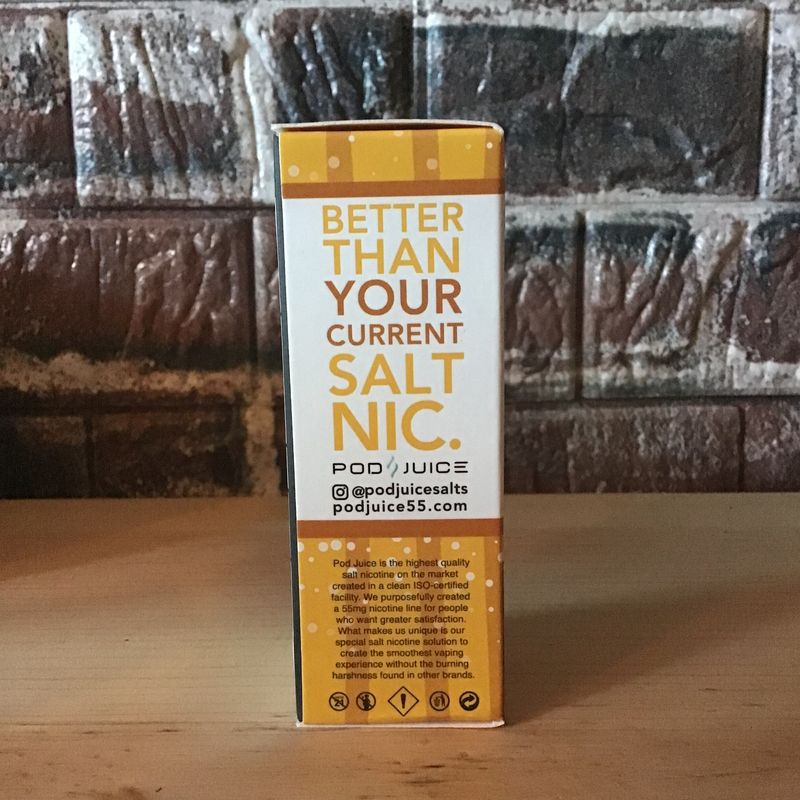 BETTER
THAN
YOUR
CURRENT
SALT
NIC.
POD JUICE
@podjuicesalts
podjuice55.com
Pod Juice is the highest quality
salt nicotine on the market
created in a clean ISO-certified
facility. We purposefully created
a 55mg nicotine line for people
who want greater satisfaction.
What makes us unique is our
special salt nicotine solution to
create the smoothest vaping
experience without the burning
harshness found in other brands.